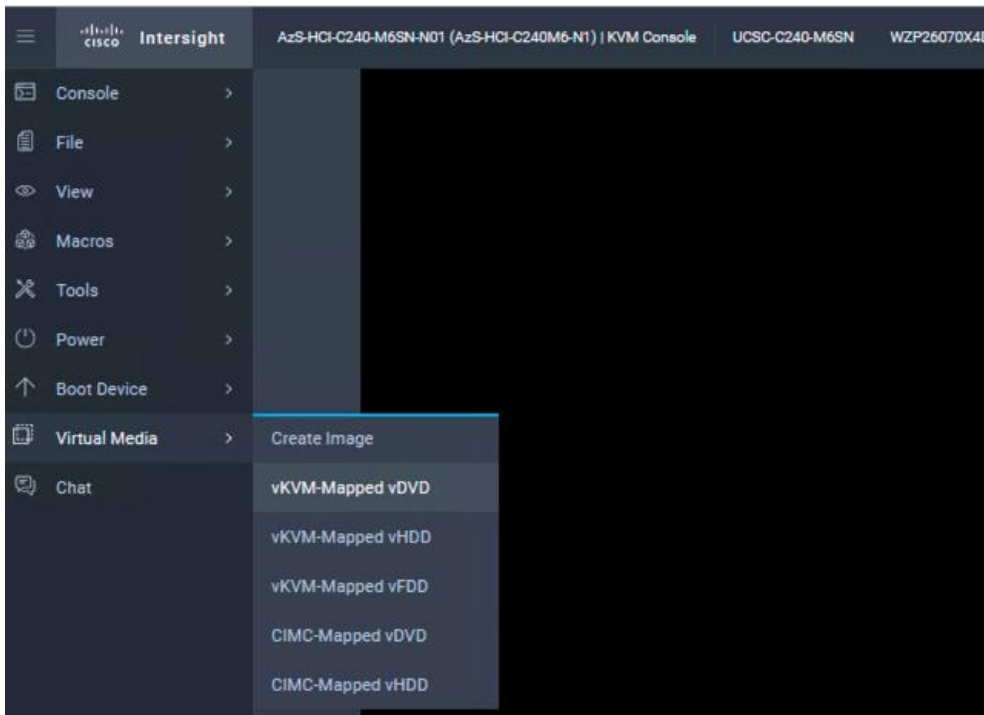 cisco Intersight
AzS-HCI-C240-M6SN-N01 (AzS-HCI-C240M6-N1) | KVM Console
UCSC-C240-M6SN
Console
File
View
Macros
Tools
Power
Boot Device
Virtual Media
Chat
Create Image
vKVM-Mapped vDVD
vKVM-Mapped vHDD
vKVM-Mapped vFDD
CIMC-Mapped vDVD
CIMC-Mapped vHDD